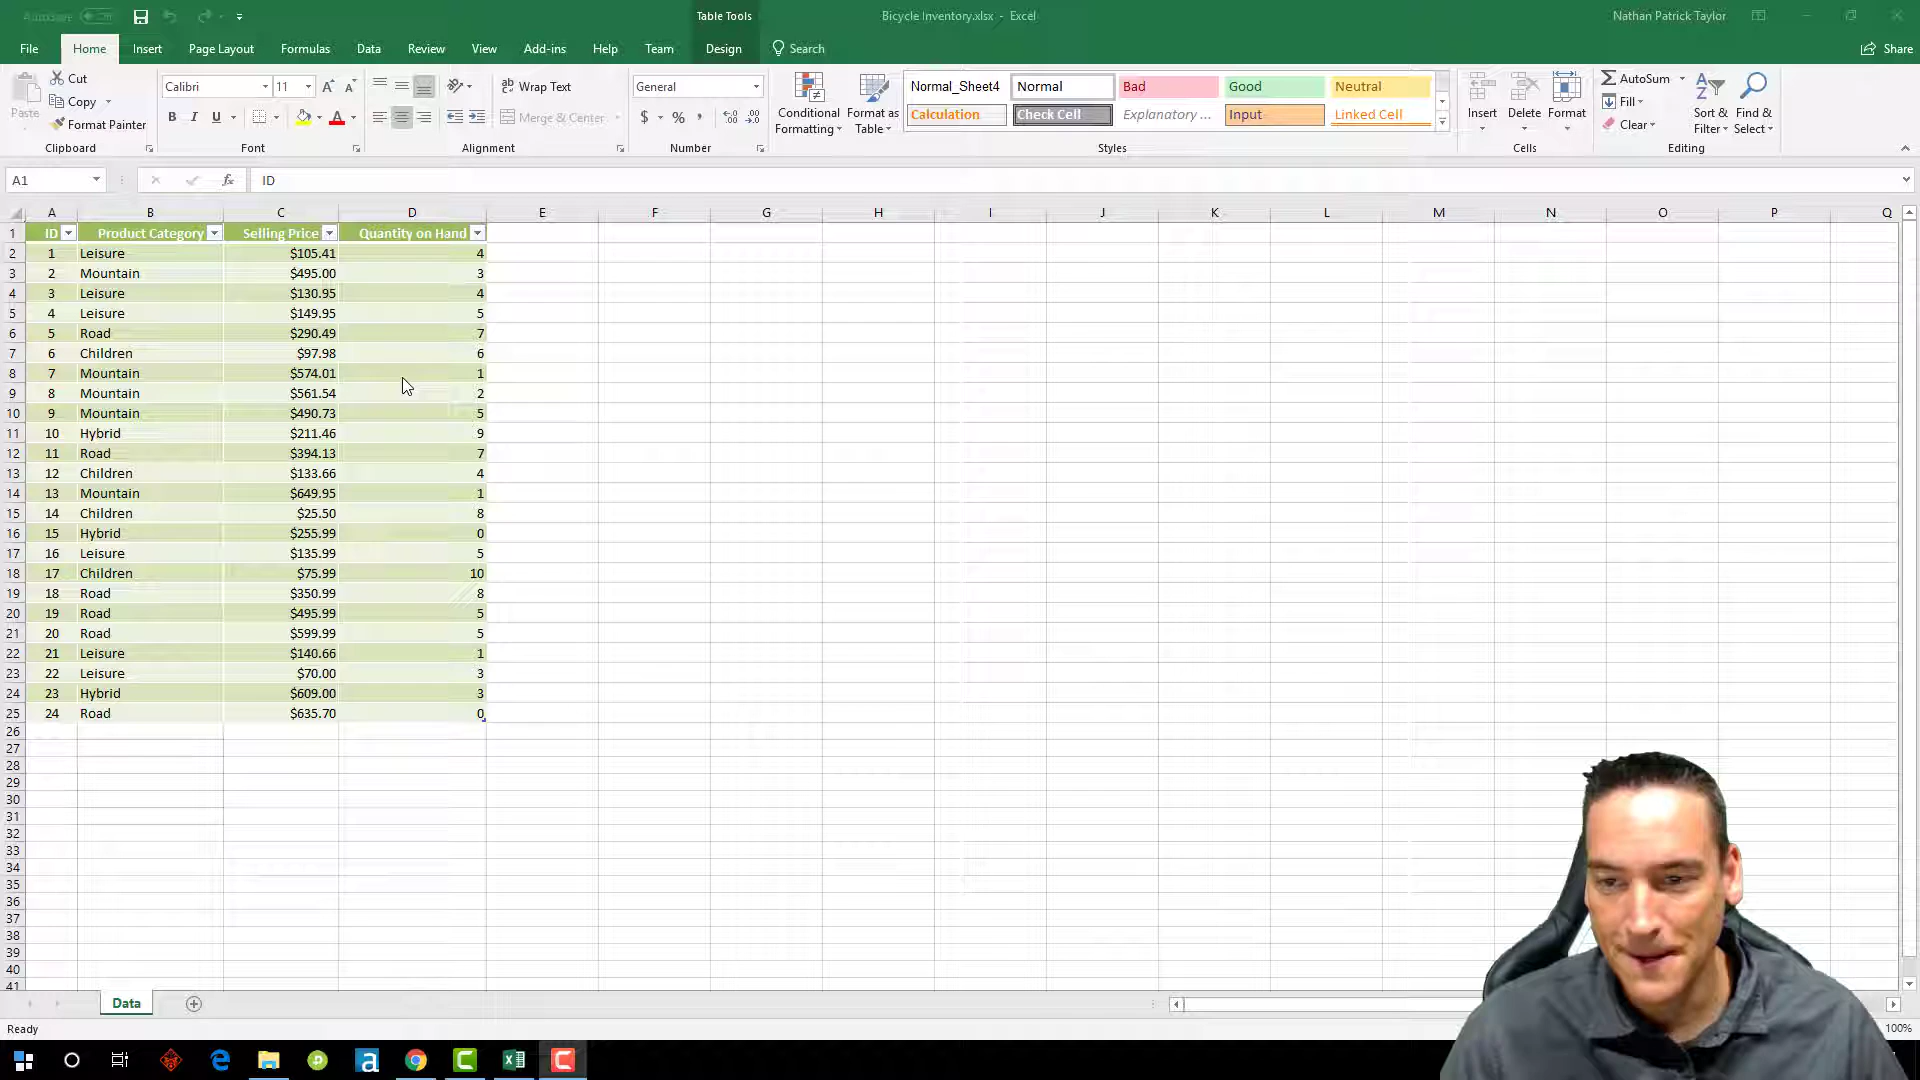 AutoSave Off
Table Tools
Bicycle Inventory.xlsx - Excel
Nathan Patrick Taylor
File Home Insert Page Layout Formulas Data Review View Add-ins Help Team Design Search Share
Paste Cut Copy Format Painter Clipboard
Calibri 11 B I U A Font
Wrap Text Merge & Center Alignment
General $ % , Number
Conditional Formatting Format as Table
Normal_Sheet4 Normal Bad Good Neutral
Calculation Check Cell Explanatory ... Input Linked Cell
Styles
Insert Delete Format Cells
AutoSum Fill Clear Sort & Filter Find & Select Editing
A1 fx ID
A B C D E F G H I J K L M N O P Q
1 ID Product Category Selling Price Quantity on Hand
2 1 Leisure $105.41 4
3 2 Mountain $495.00 3
4 3 Leisure $130.95 4
5 4 Leisure $149.95 5
6 5 Road $290.49 7
7 6 Children $97.98 6
8 7 Mountain $574.01 1
9 8 Mountain $561.54 2
10 9 Mountain $490.73 5
11 10 Hybrid $211.46 9
12 11 Road $394.13 7
13 12 Children $133.66 4
14 13 Mountain $649.95 1
15 14 Children $25.50 8
16 15 Hybrid $255.99 0
17 16 Leisure $135.99 5
18 17 Children $75.99 10
19 18 Road $350.99 8
20 19 Road $495.99 5
21 20 Road $599.99 5
22 21 Leisure $140.66 1
23 22 Leisure $70.00 3
24 23 Hybrid $609.00 3
25 24 Road $635.70 0
26
27
28
29
30
31
32
33
34
35
36
37
38
39
40
41
Data
Ready
100%